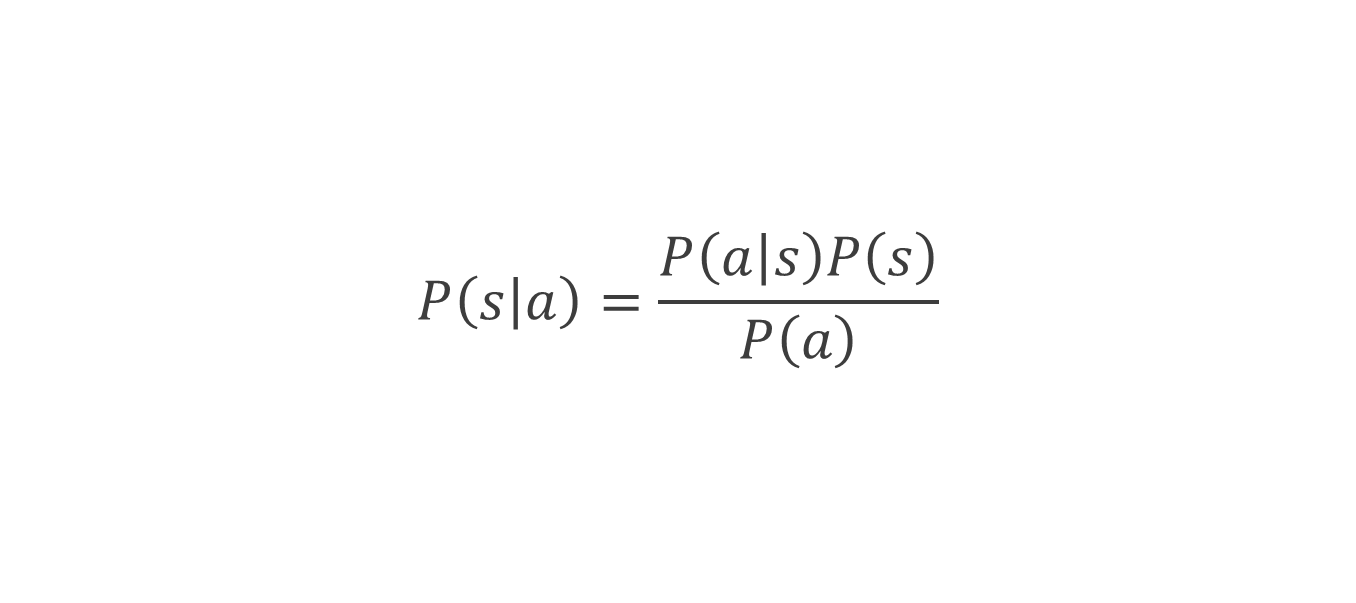 P(s|a) = P(a|s)P(s) / P(a)